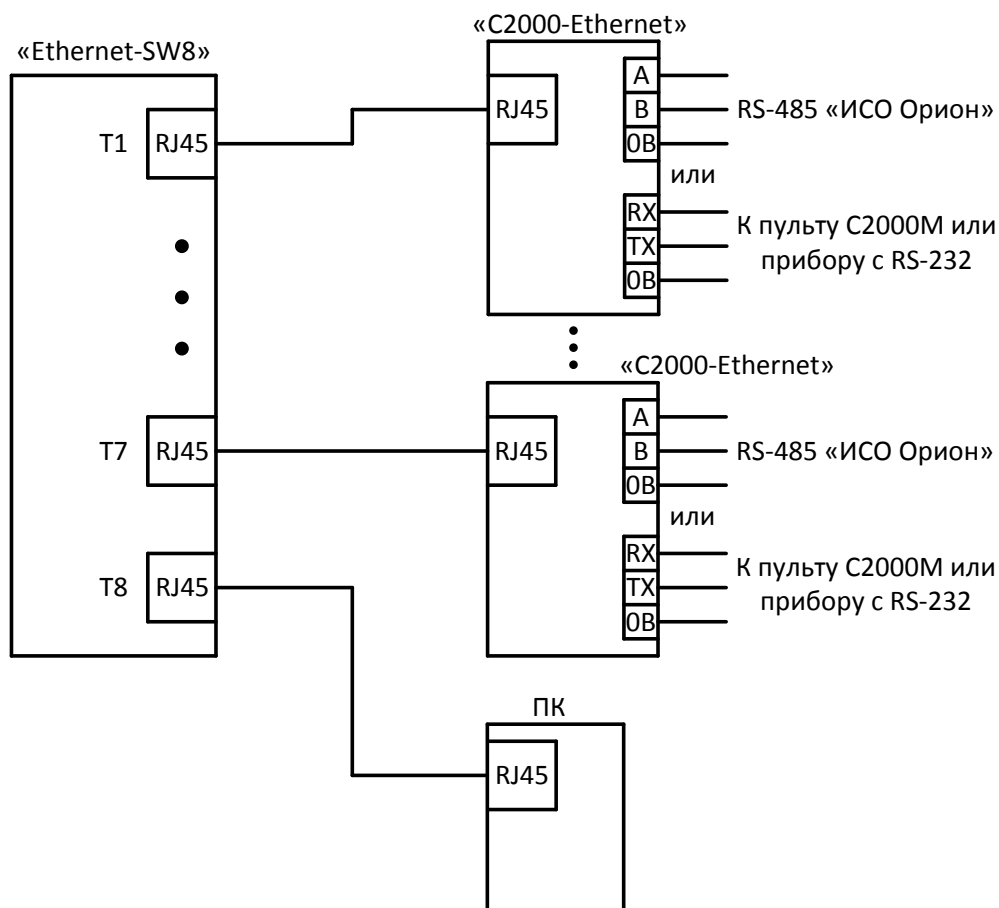 «C2000-Ethernet»
«Ethernet-SW8»
A
RJ45
B
RS-485 «ИСО Орион»
T1
RJ45
0B
или
RX
К пульту С2000М или
TX
прибору с RS-232
0B
«C2000-Ethernet»
A
T7
RJ45
RJ45
B
RS-485 «ИСО Орион»
0B
или
RX
К пульту С2000М или
T8
RJ45
TX
прибору с RS-232
0B
ПК
RJ45